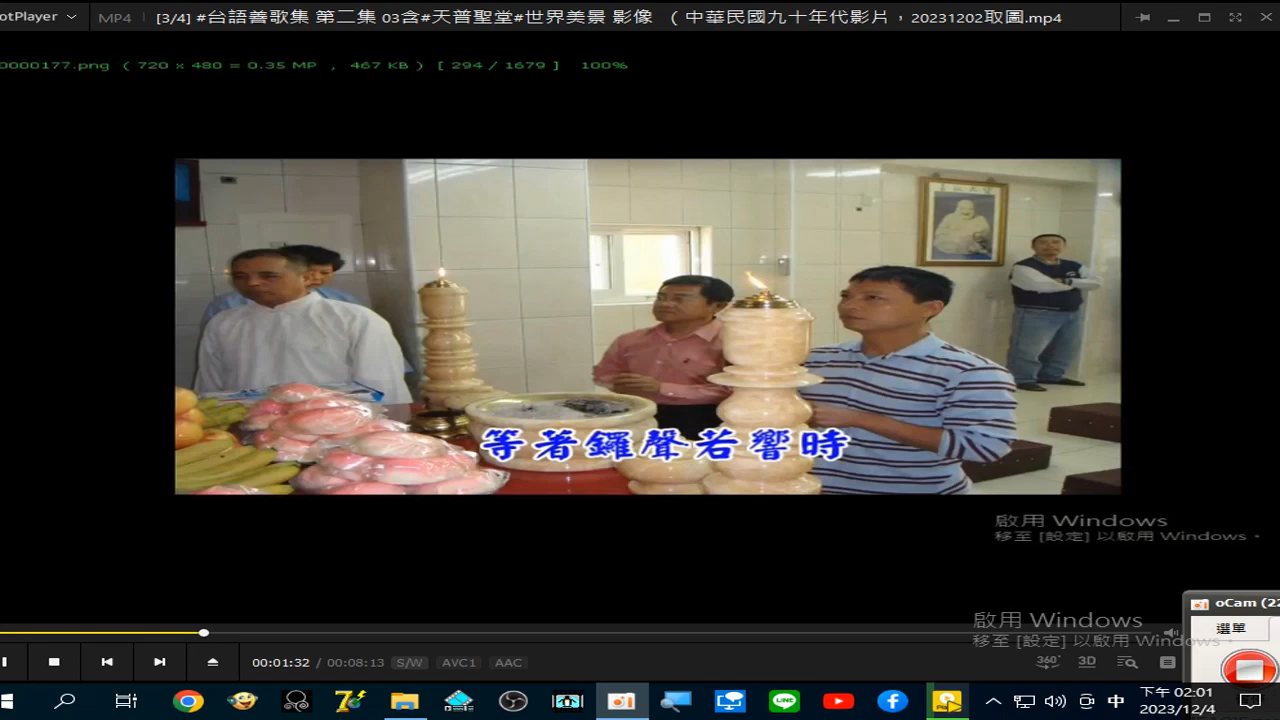 otPlayer
MP4
[3/4] #台語善歌集 第二集 03含#天普聖堂#世界美景 影像 （中華民國九十年代影片，20231202取圖.mp4
0000177.png ( 720 x 480 = 0.35 MP , 467 KB ) [ 294 / 1679 ] 100%
等著鑼聲若響時
啟用 Windows
移至 [設定] 以啟用 Windows。
oCam (22
啟用 Windows
移至 [設定] 以啟用 Windows。
選單
00:01:32 / 00:08:13 S/W AVC1 AAC
360° 3D
中
下午 02:01
2023/12/4